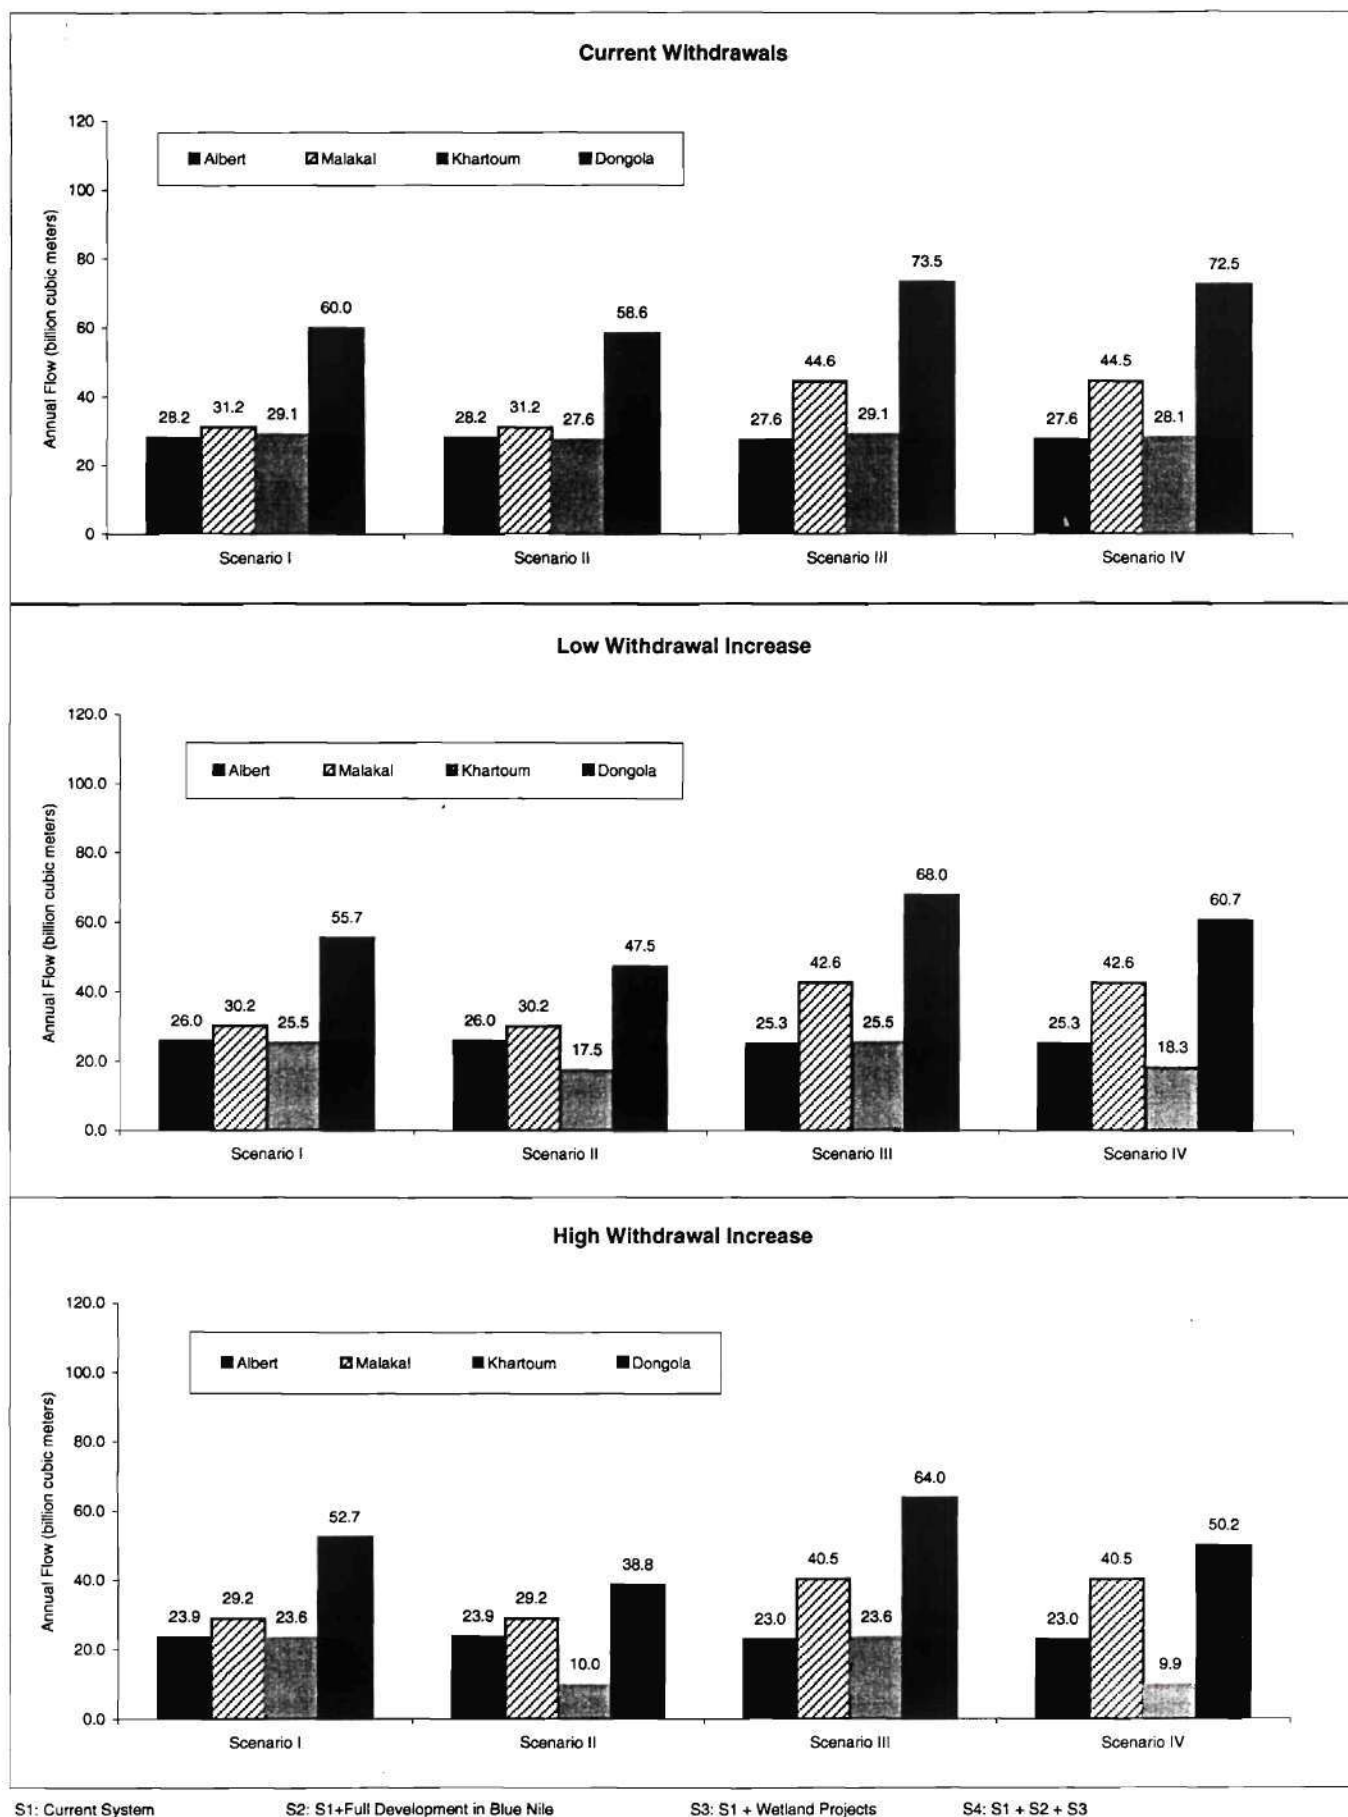 Current Withdrawals
120
100
80
60
40
20
0
Annual Flow (billion cubic meters)
Albert Malakal Khartoum Dongola
28.2 31.2 29.1 60.0
28.2 31.2 27.6 58.6
27.6 44.6 29.1 73.5
27.6 44.5 28.1 72.5
Scenario I Scenario II Scenario III Scenario IV
Low Withdrawal Increase
120.0
100.0
80.0
60.0
40.0
20.0
0.0
Annual Flow (billion cubic meters)
Albert Malakal Khartoum Dongola
26.0 30.2 25.5 55.7
26.0 30.2 17.5 47.5
25.3 42.6 25.5 68.0
25.3 42.6 18.3 60.7
Scenario I Scenario II Scenario III Scenario IV
High Withdrawal Increase
120.0
100.0
80.0
60.0
40.0
20.0
0.0
Annual Flow (billion cubic meters)
Albert Malakal Khartoum Dongola
23.9 29.2 23.6 52.7
23.9 29.2 10.0 38.8
23.0 40.5 23.6 64.0
23.0 40.5 9.9 50.2
Scenario I Scenario II Scenario III Scenario IV
S1: Current System S2: S1+Full Development in Blue Nile S3: S1 + Wetland Projects S4: S1 + S2 + S3